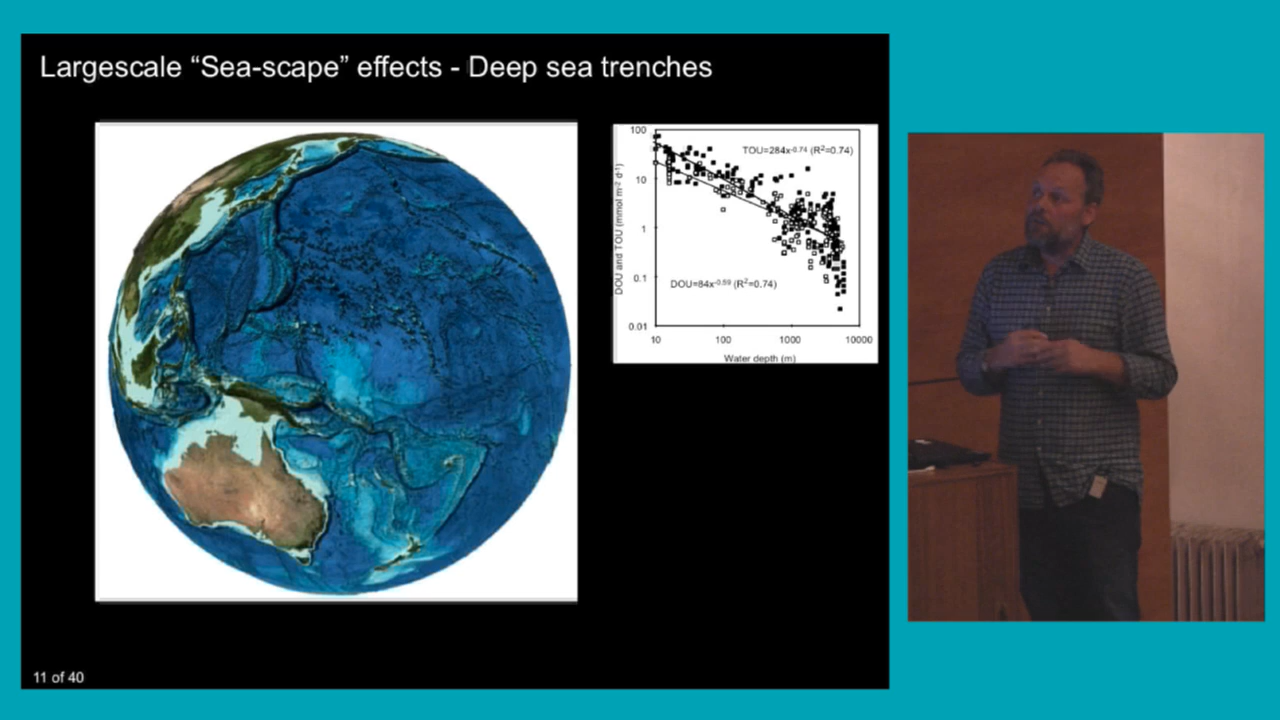 Largescale “Sea-scape” effects - Deep sea trenches
100
10
1
0.1
0.01
DOU and TOU (mmol m-2 d-1)
TOU=284x-0.74 (R2=0.74)
DOU=84x-0.59 (R2=0.74)
10 100 1000 10000
Water depth (m)
11 of 40